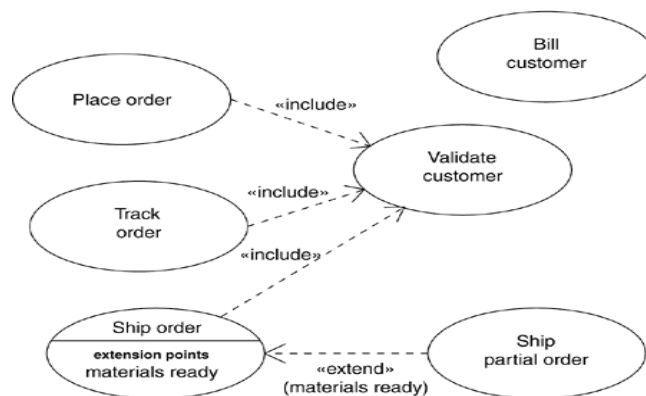 Bill
customer
Place order
«include»
Validate
customer
«include»
Track
order
«include»
Ship order
extension points
materials ready
«extend»
(materials ready)
Ship
partial order